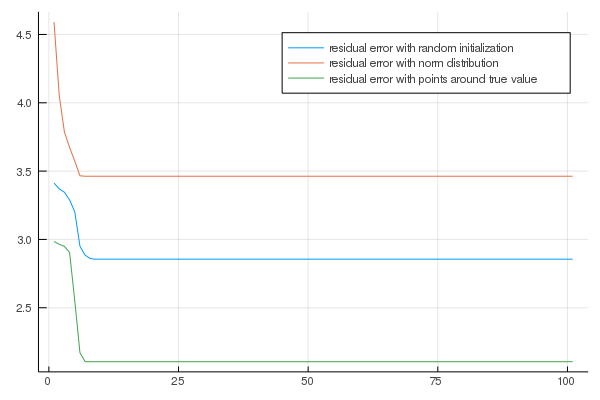 4.5
4.0
3.5
3.0
2.5
residual error with random initialization
residual error with norm distribution
residual error with points around true value
0 25 50 75 100